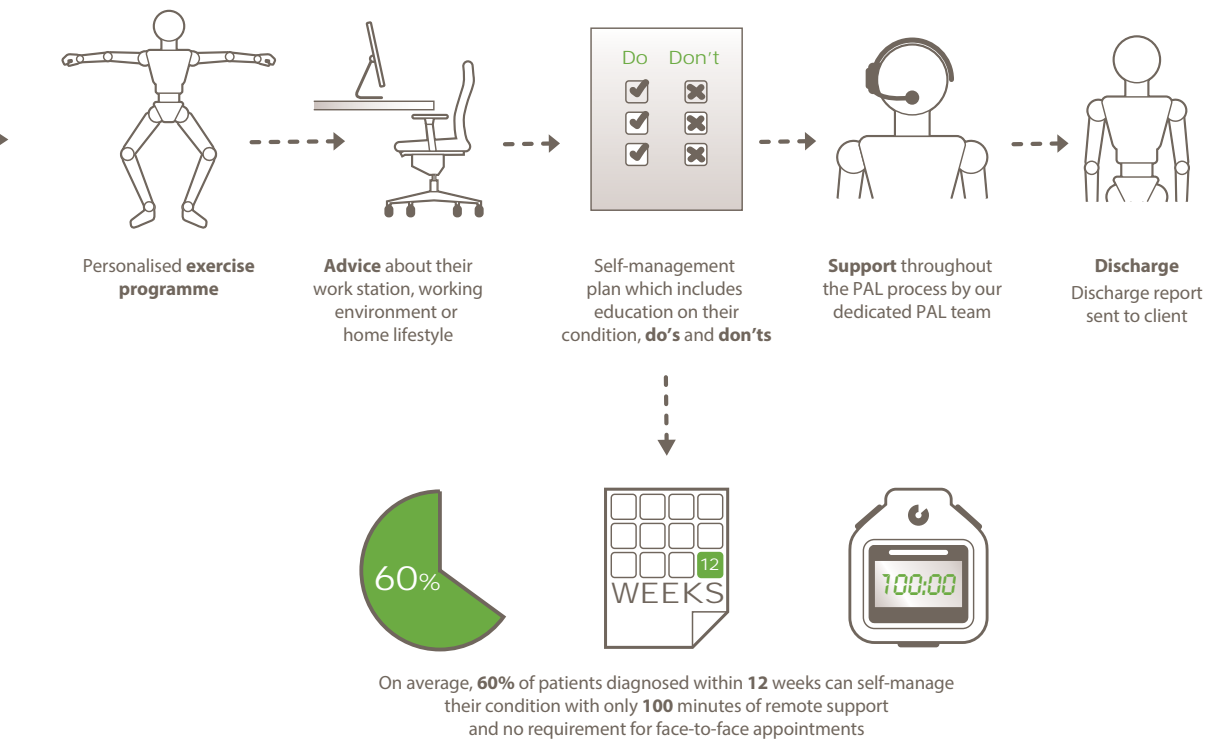 Do Don't
Personalised exercise
programme
Advice about their
work station, working
environment or
home lifestyle
Self-management
plan which includes
education on their
condition, do's and don'ts
Support throughout
the PAL process by our
dedicated PAL team
Discharge
Discharge report
sent to client
60%
12
WEEKS
100:00
On average, 60% of patients diagnosed within 12 weeks can self-manage
their condition with only 100 minutes of remote support
and no requirement for face-to-face appointments